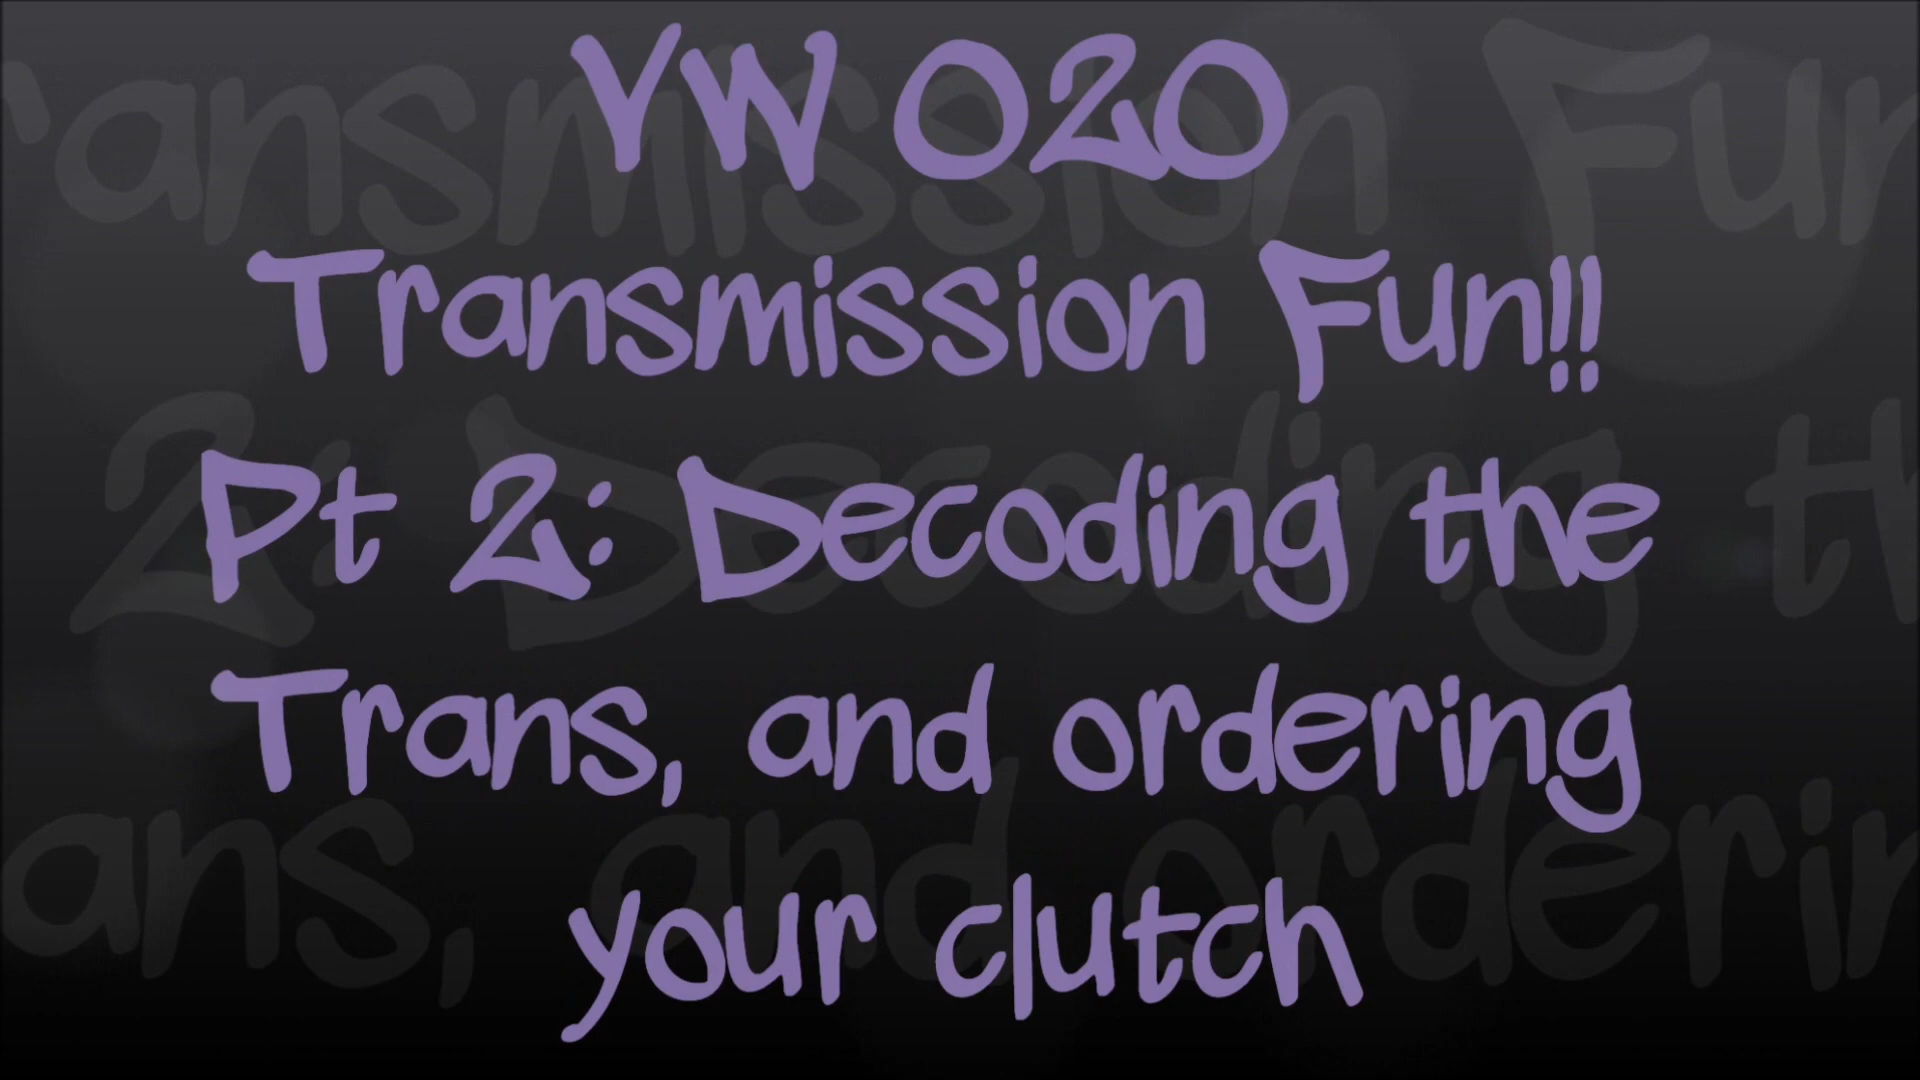 VW 020
Transmission Fun!!
Pt 2: Decoding the
Trans, and ordering
your clutch